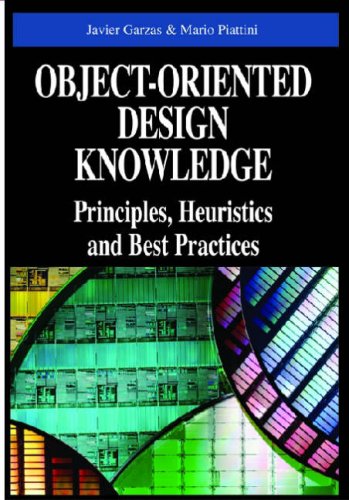 Javier Garzas & Mario Piattini
OBJECT-ORIENTED
DESIGN
KNOWLEDGE
Principles, Heuristics
and Best Practices